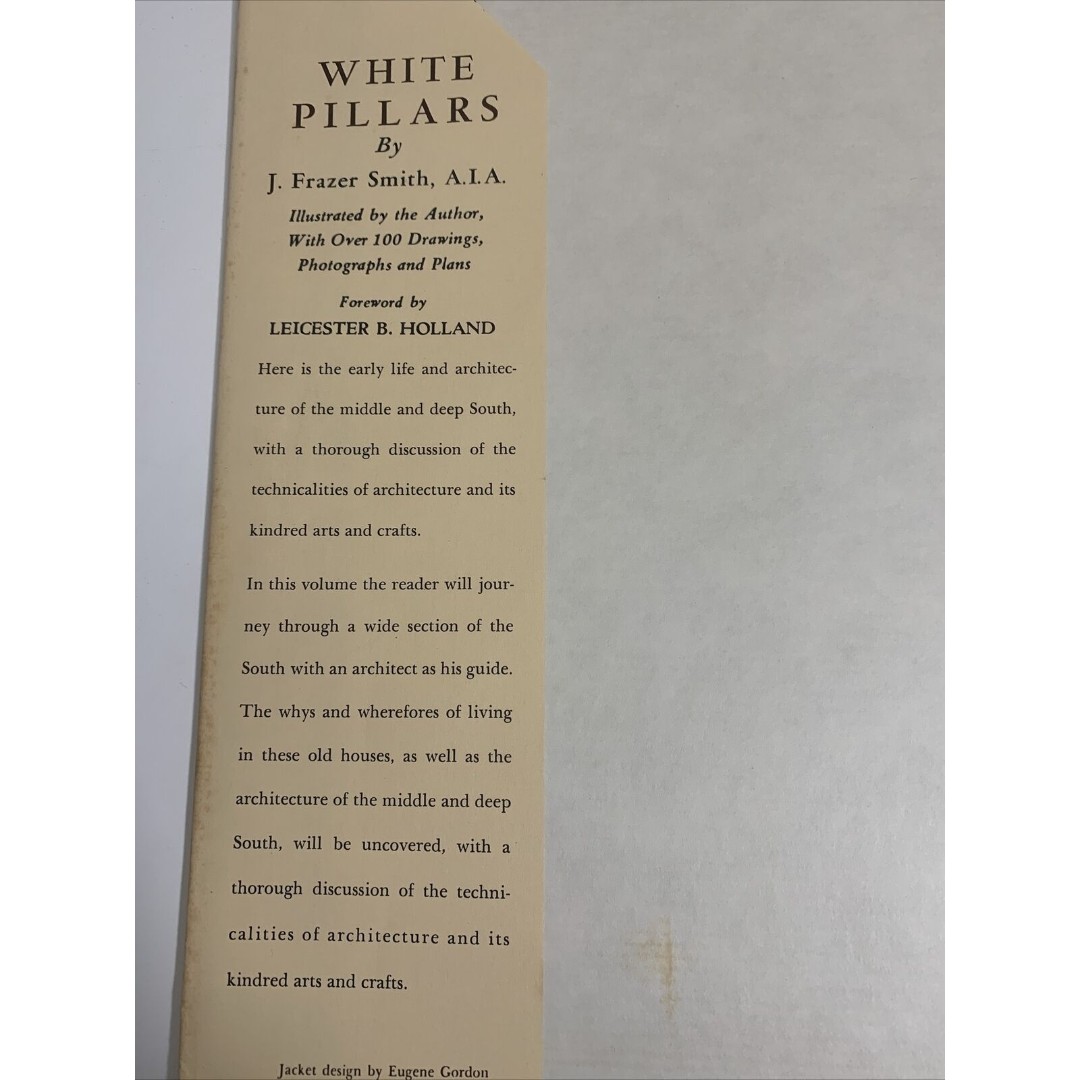 WHITE
PILLARS
By
J. Frazer Smith, A.I.A.
Illustrated by the Author,
With Over 100 Drawings,
Photographs and Plans
Foreword by
LEICESTER B. HOLLAND
Here is the early life and architec-
ture of the middle and deep South,
with a thorough discussion of the
technicalities of architecture and its
kindred arts and crafts.
In this volume the reader will jour-
ney through a wide section of the
South with an architect as his guide.
The whys and wherefores of living
in these old houses, as well as the
architecture of the middle and deep
South, will be uncovered, with a
thorough discussion of the techni-
calities of architecture and its
kindred arts and crafts.
Jacket design by Eugene Gordon